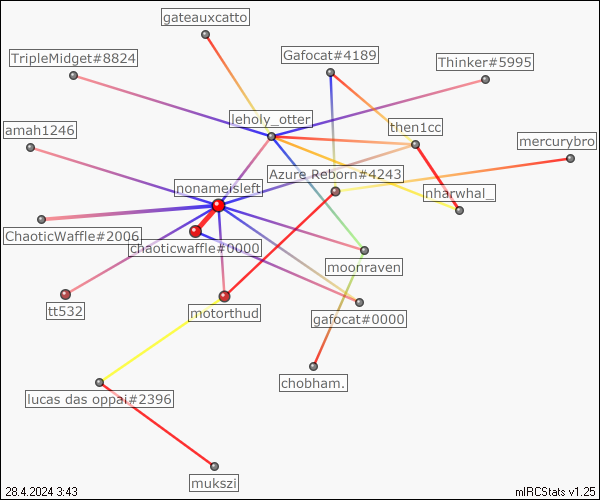 gateauxcatto
TripleMidget#8824
Gafocat#4189
Thinker#5995
leholy_otter
amah1246
then1cc
mercurybro
Azure Reborn#4243
nonameisleft
nharwhal_
ChaoticWaffle#2006
chaoticwaffle#0000
moonraven
tt532
motorthud
gafocat#0000
chobham.
lucas das oppai#2396
mukszi
28.4.2024 3:43
mIRCStats v1.25